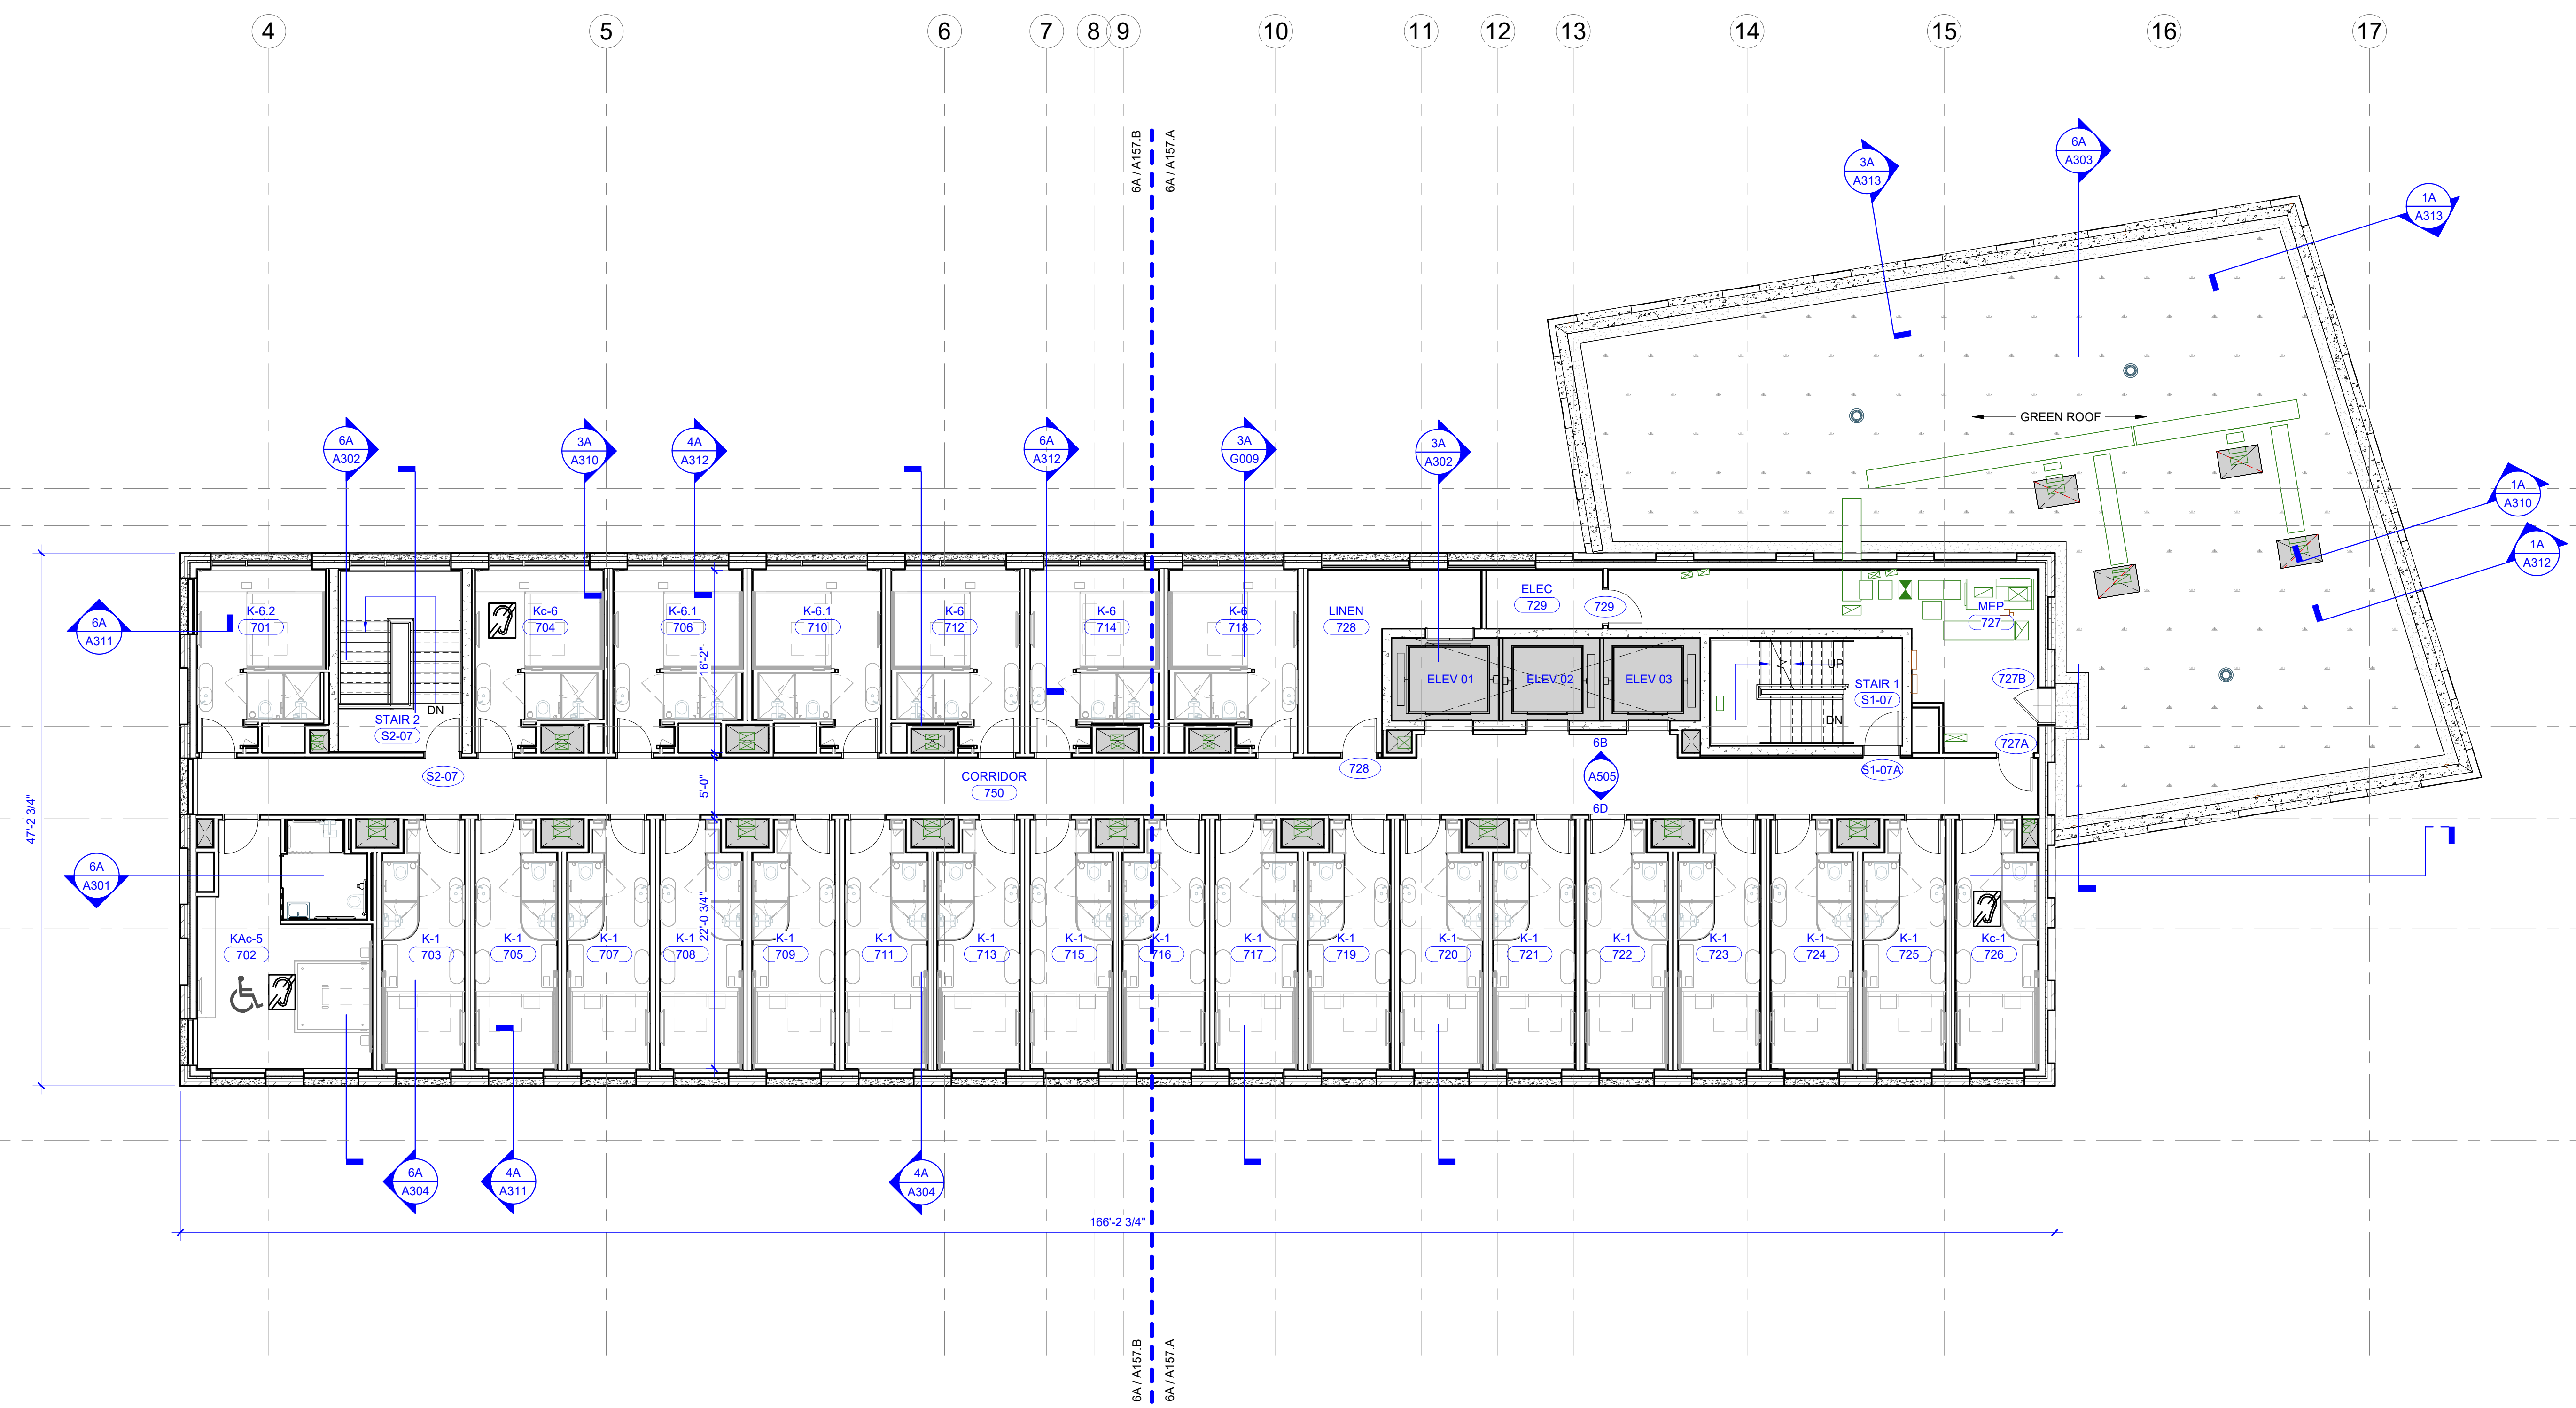 4
5
6
7
8
9
10
11
12
13
14
15
16
17
6A / A157.B
6A / A157.A
3A
A313
6A
A303
1A
A313
GREEN ROOF
6A
A302
3A
A310
4A
A312
6A
A312
3A
G009
3A
A302
1A
A310
1A
A312
47'-2 3/4"
6A
A311
K-6.2
701
Kc-6
704
K-6.1
706
K-6.1
710
K-6
712
K-6
714
K-6
718
LINEN
728
ELEC
729
729
MEP
727
16'-2"
ELEV 01
ELEV 02
ELEV 03
UP
DN
STAIR 1
S1-07
727B
DN
STAIR 2
S2-07
S2-07
CORRIDOR
750
5'-0"
728
6B
A505
6D
S1-07A
727A
6A
A301
22'-0 3/4"
KAc-5
702
K-1
703
K-1
705
K-1
707
K-1
708
K-1
709
K-1
711
K-1
713
K-1
715
K-1
716
K-1
717
K-1
719
K-1
720
K-1
721
K-1
722
K-1
723
K-1
724
K-1
725
Kc-1
726
6A
A304
4A
A311
4A
A304
166'-2 3/4"
6A / A157.B
6A / A157.A